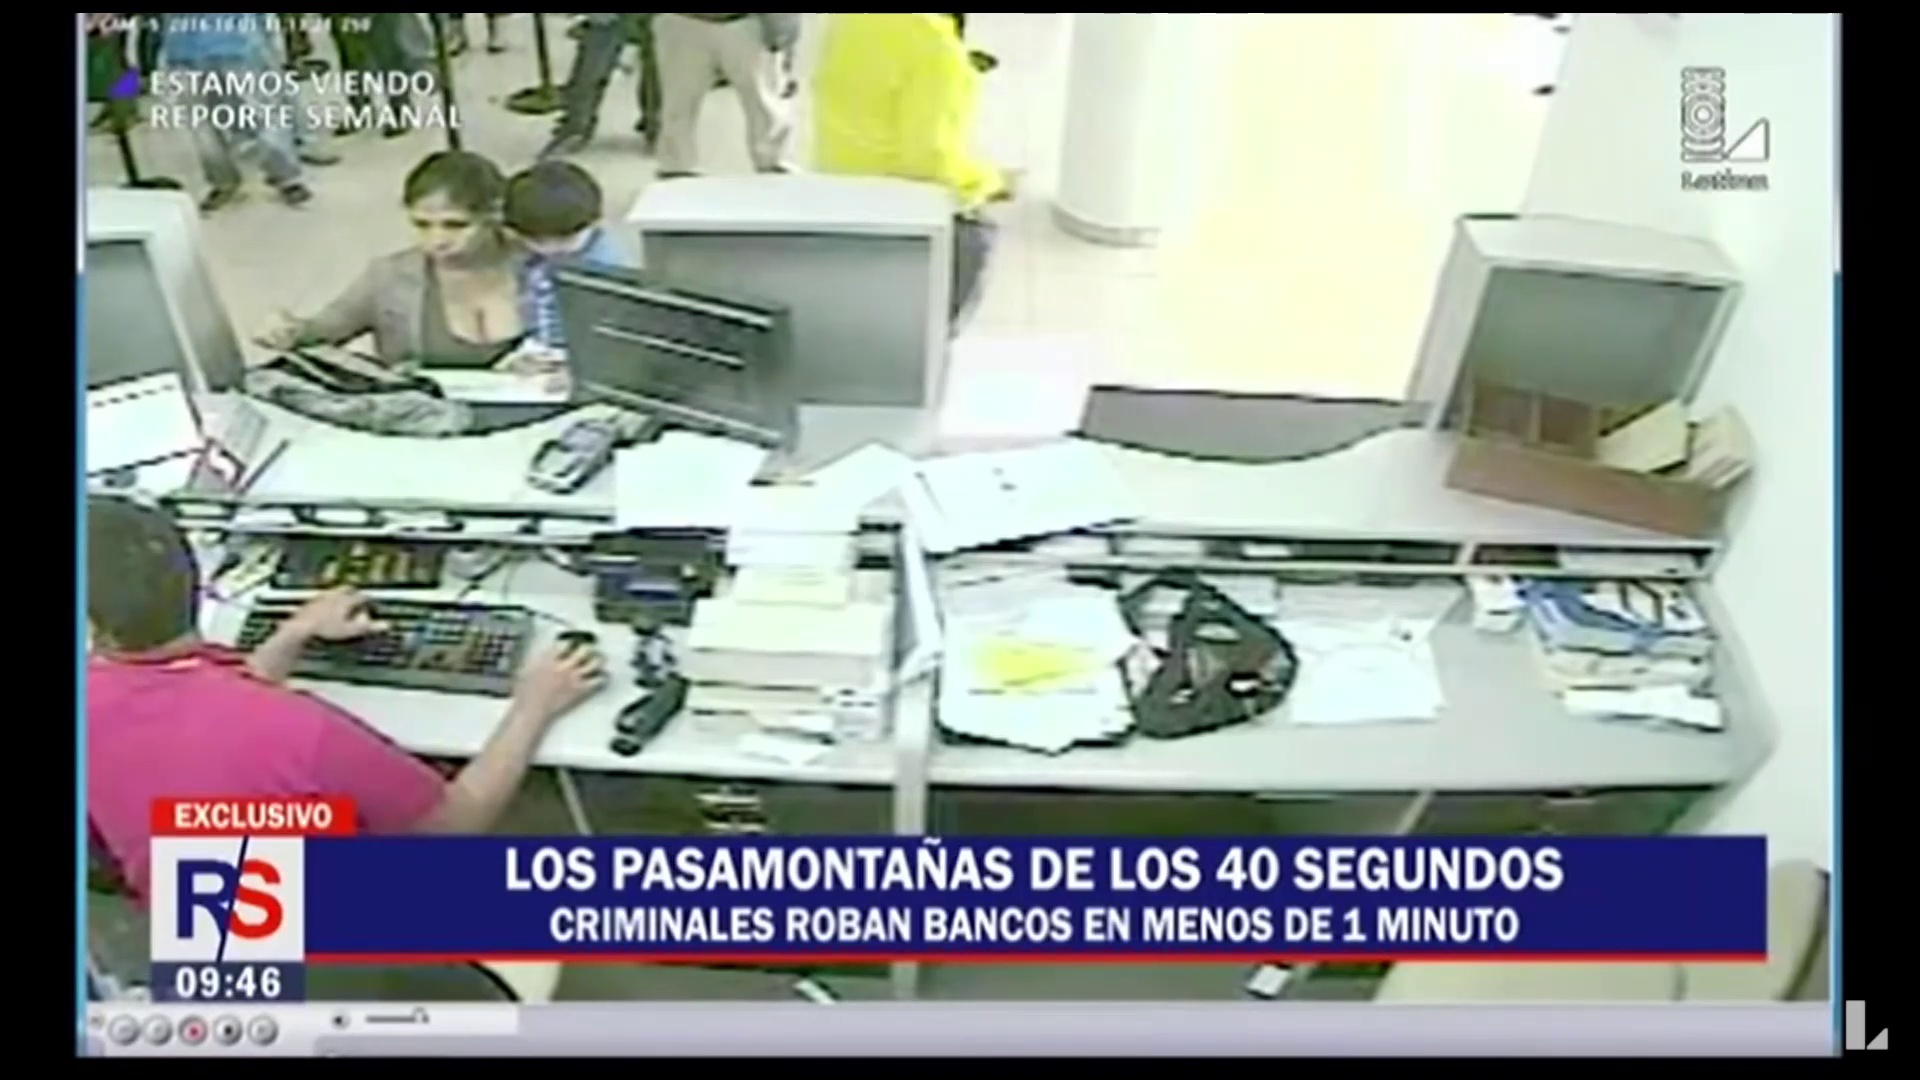 ESTAMOS VIENDO
REPORTE SEMANAL
Latina
EXCLUSIVO
RS
LOS PASAMONTAÑAS DE LOS 40 SEGUNDOS
CRIMINALES ROBAN BANCOS EN MENOS DE 1 MINUTO
09:46